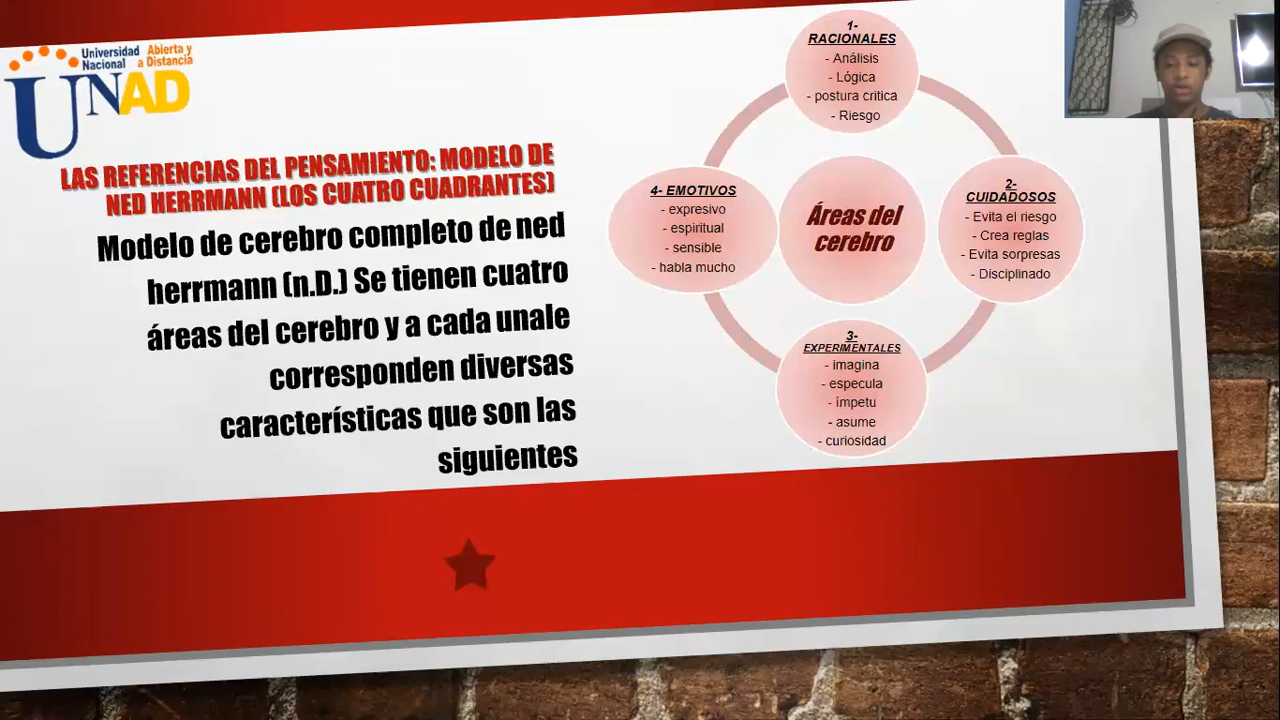 Universidad Abierta y
Nacional a Distancia
UNAD
LAS REFERENCIAS DEL PENSAMIENTO: MODELO DE
NED HERRMANN (LOS CUATRO CUADRANTES)
Modelo de cerebro completo de ned
herrmann (n.D.) Se tienen cuatro
áreas del cerebro y a cada unale
corresponden diversas
características que son las
siguientes
1-
RACIONALES
- Análisis
- Lógica
- postura critica
- Riesgo
2-
CUIDADOSOS
- Evita el riesgo
- Crea reglas
- Evita sorpresas
- Disciplinado
3-
EXPERIMENTALES
- imagina
- especula
- ímpetu
- asume
- curiosidad
4- EMOTIVOS
- expresivo
- espiritual
- sensible
- habla mucho
Áreas del
cerebro